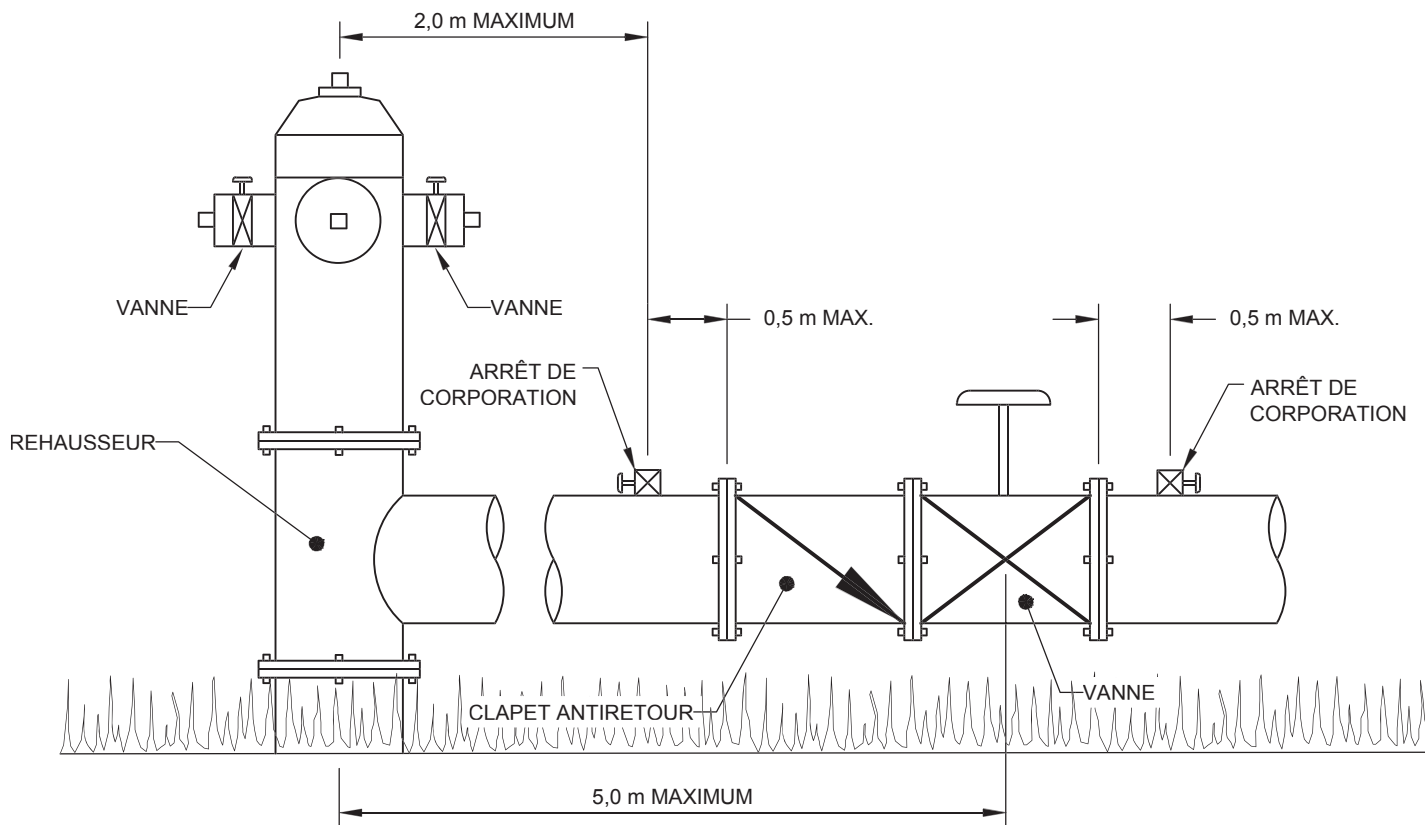 2,0 m MAXIMUM
VANNE
VANNE
0,5 m MAX.
0,5 m MAX.
ARRÊT DE
CORPORATION
ARRÊT DE
CORPORATION
REHAUSSEUR
CLAPET ANTIRETOUR
VANNE
5,0 m MAXIMUM